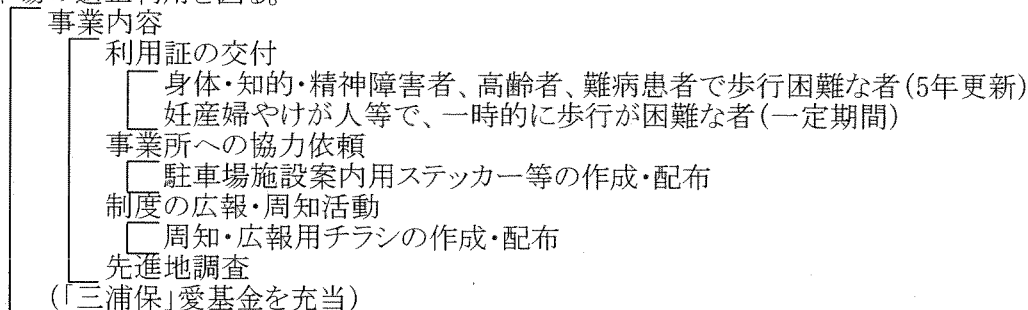 事業内容
利用証の交付
身体・知的・精神障害者、高齢者、難病患者で歩行困難な者(5年更新)
妊産婦やけが人等で、一時的に歩行が困難な者(一定期間)
事業所への協力依頼
駐車場施設案内用ステッカー等の作成・配布
制度の広報・周知活動
周知・広報用チラシの作成・配布
先進地調査
(「三浦保」愛基金を充当)